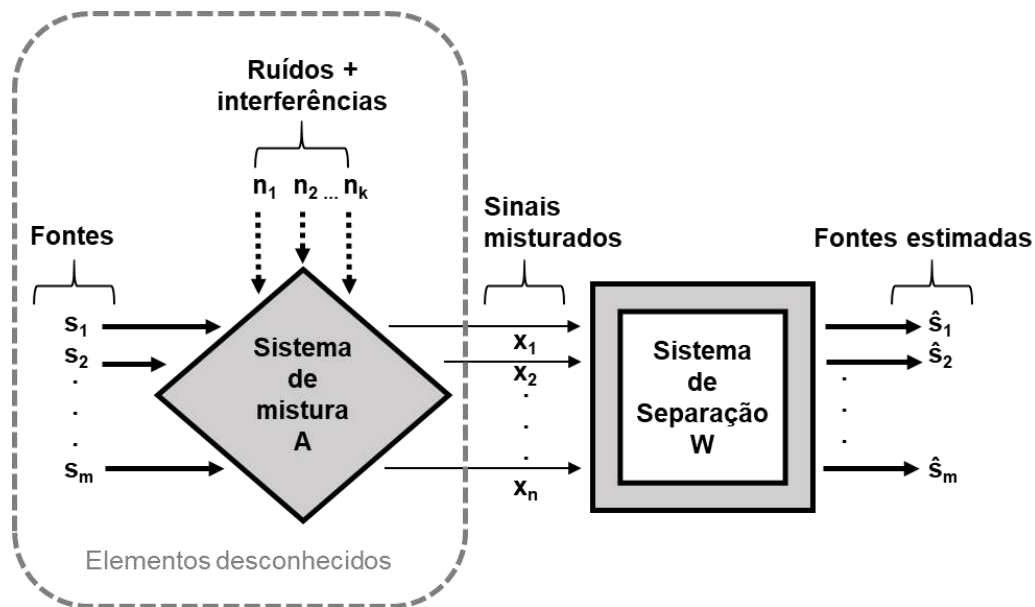 Ruídos +
interferências
n₁ n₂ ... nₖ
Fontes
s₁
s₂
.
.
.
sₘ
Sistema
de
mistura
A
Sinais
misturados
x₁
x₂
.
.
.
xₙ
Sistema
de
Separação
W
Fontes estimadas
ŝ₁
ŝ₂
.
.
.
ŝₘ
Elementos desconhecidos